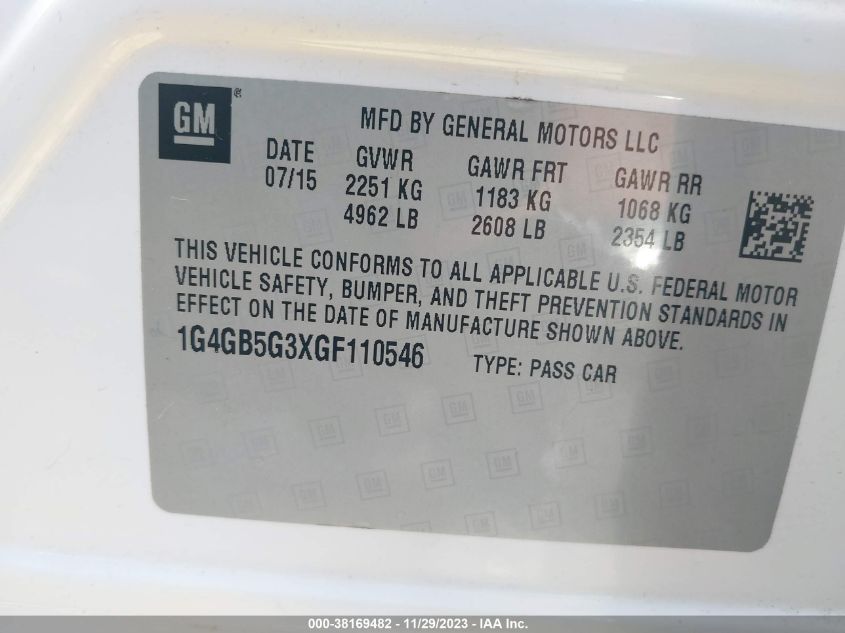 GM®
MFD BY GENERAL MOTORS LLC
DATE GVWR GAWR FRT GAWR RR
07/15 2251 KG 1183 KG 1068 KG
4962 LB 2608 LB 2354 LB
THIS VEHICLE CONFORMS TO ALL APPLICABLE U.S. FEDERAL MOTOR
VEHICLE SAFETY, BUMPER, AND THEFT PREVENTION STANDARDS IN
EFFECT ON THE DATE OF MANUFACTURE SHOWN ABOVE.
1G4GB5G3XGF110546 TYPE: PASS CAR
000-38169482 - 11/29/2023 - IAA Inc.